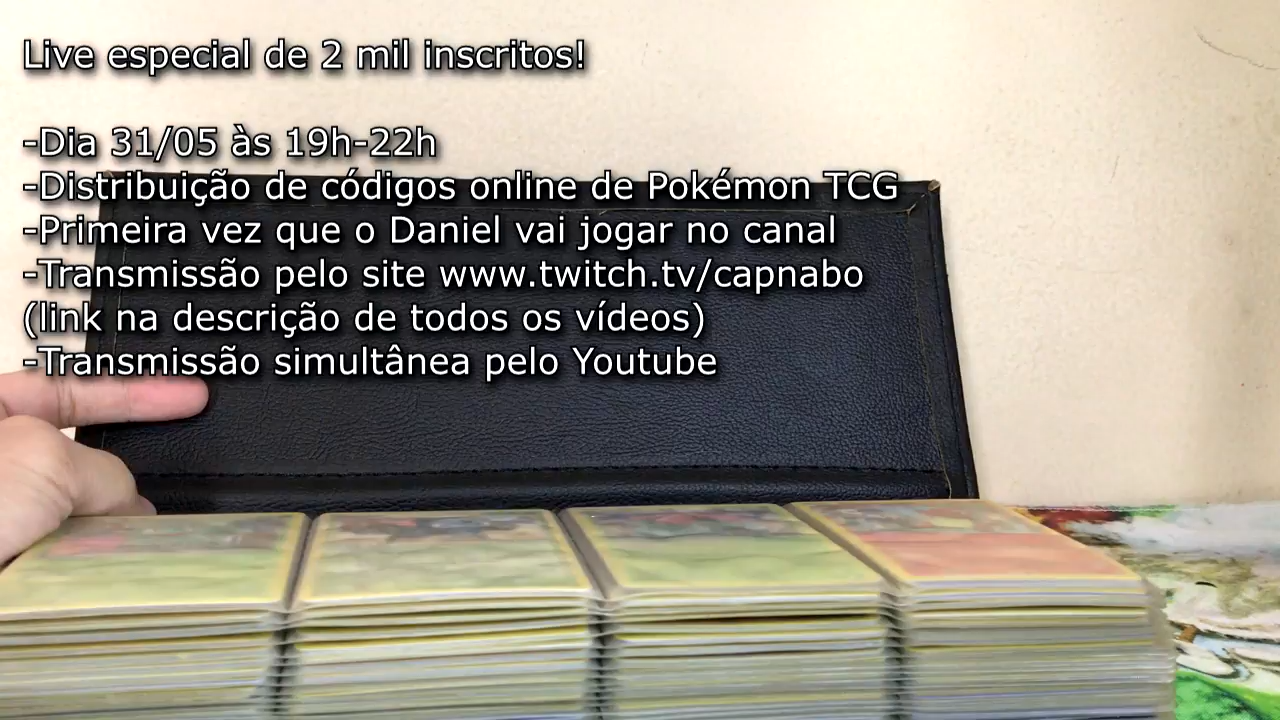 Live especial de 2 mil inscritos!
-Dia 31/05 às 19h-22h
-Distribuição de códigos online de Pokémon TCG
-Primeira vez que o Daniel vai jogar no canal
-Transmissão pelo site www.twitch.tv/capnabo
(link na descrição de todos os vídeos)
-Transmissão simultânea pelo Youtube